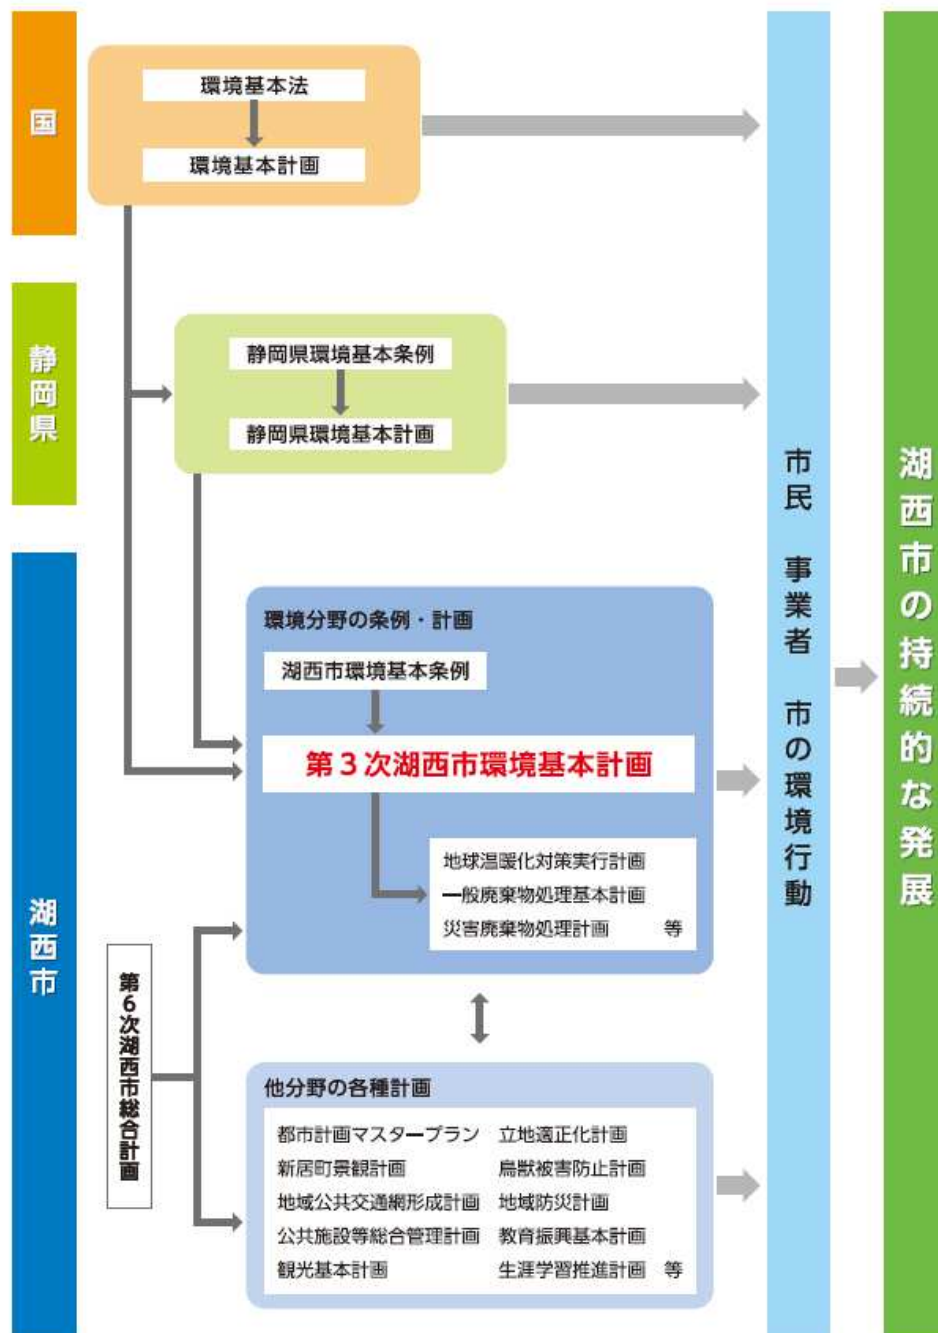 国
環境基本法
環境基本計画
静岡県
静岡県環境基本条例
静岡県環境基本計画
湖西市
環境分野の条例・計画
湖西市環境基本条例
第3次湖西市環境基本計画
地球温暖化対策実行計画
一般廃棄物処理基本計画
災害廃棄物処理計画 等
第6次湖西市総合計画
他分野の各種計画
都市計画マスタープラン 立地適正化計画
新居町景観計画 鳥獣被害防止計画
地域公共交通網形成計画 地域防災計画
公共施設等総合管理計画 教育振興基本計画
観光基本計画 生涯学習推進計画 等
市民 事業者 市の環境行動
湖西市の持続的な発展